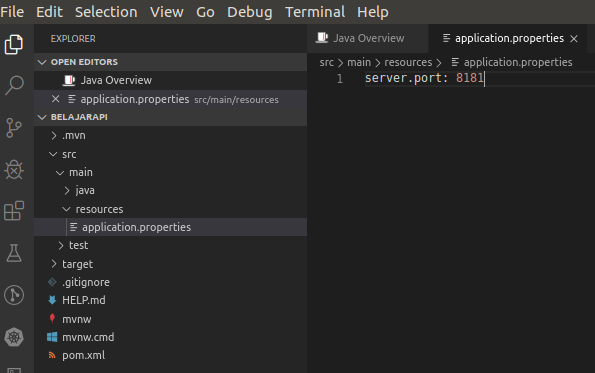 File Edit Selection View Go Debug Terminal Help
EXPLORER
OPEN EDITORS
Java Overview
application.properties src/main/resources
BELAJARAPI
.mvn
src
main
java
resources
application.properties
test
target
.gitignore
HELP.md
mvnw
mvnw.cmd
pom.xml
Java Overview application.properties
src > main > resources > application.properties
1 server.port: 8181